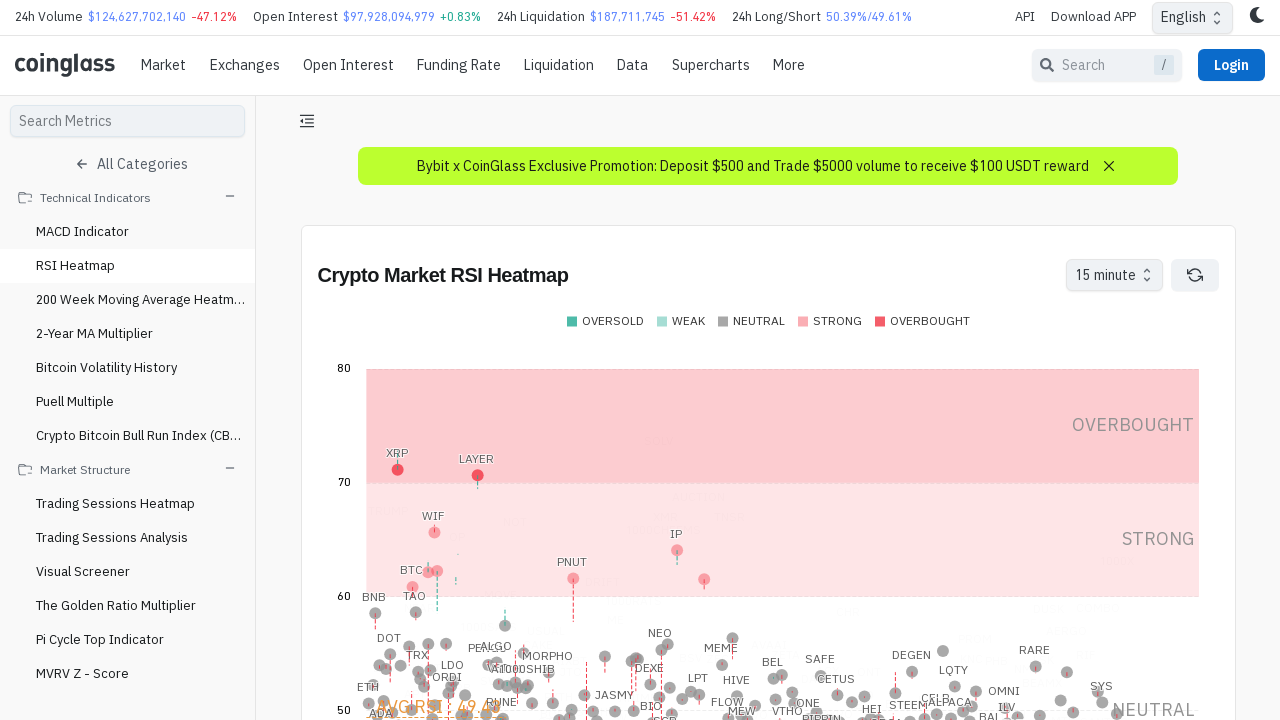 24h Volume $124,627,702,140 -47.12% Open Interest $97,928,094,979 +0.83% 24h Liquidation $187,711,745 -51.42% 24h Long/Short 50.39%/49.61% API Download APP English
coinglass Market Exchanges Open Interest Funding Rate Liquidation Data Supercharts More Search / Login
Search Metrics
All Categories
Technical Indicators
MACD Indicator
RSI Heatmap
200 Week Moving Average Heatm...
2-Year MA Multiplier
Bitcoin Volatility History
Puell Multiple
Crypto Bitcoin Bull Run Index (CB...
Market Structure
Trading Sessions Heatmap
Trading Sessions Analysis
Visual Screener
The Golden Ratio Multiplier
Pi Cycle Top Indicator
MVRV Z - Score
Bybit x CoinGlass Exclusive Promotion: Deposit $500 and Trade $5000 volume to receive $100 USDT reward
Crypto Market RSI Heatmap
15 minute
OVERSOLD WEAK NEUTRAL STRONG OVERBOUGHT
80
OVERBOUGHT
XRP LAYER
70
WIF
IP STRONG
PNUT
BTC
60
BNB TAO
NEO
DOT
ALGO MEME
RARE
TRX MORPHO DEGEN
BEL SAFE
LDO DEXE LQTY
ORDI LPT HIVE CETUS
ETH SYS
JASMY OMNI
RUNE FLOW ONE
AVG RSI : 49.40
50
BIO STEEM ILV NEUTRAL
ADA MEW VTHO HEI